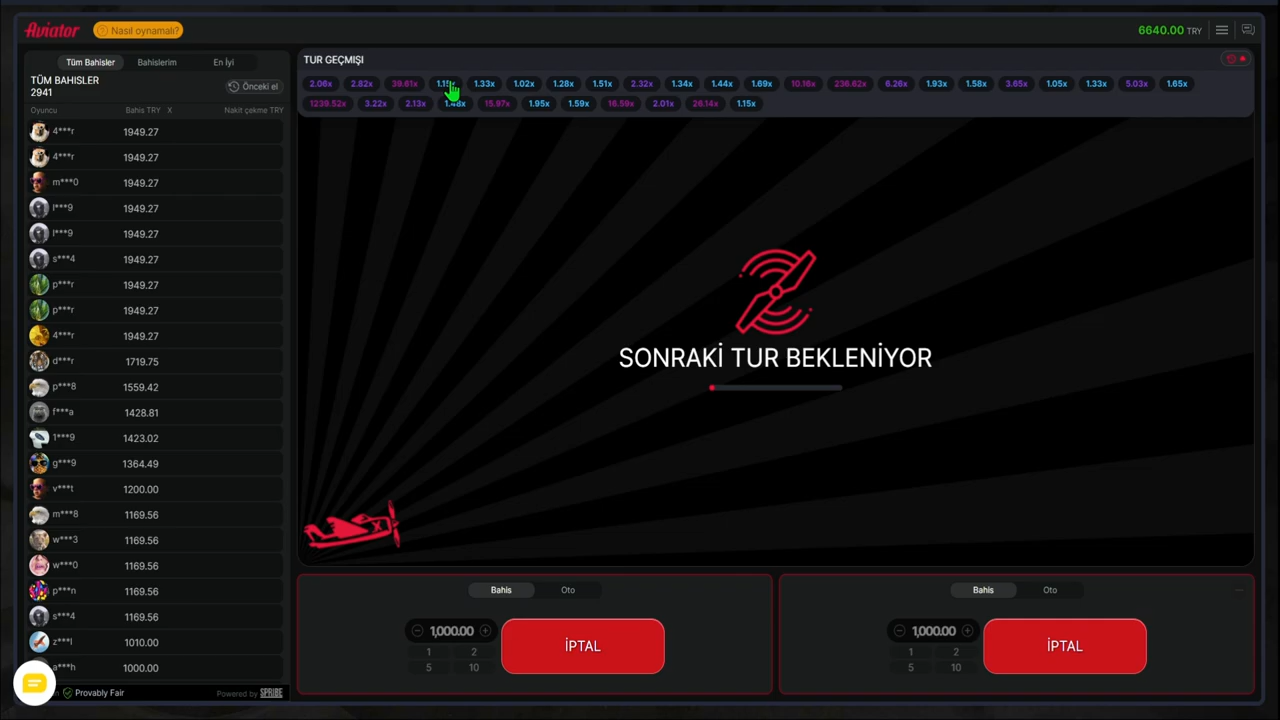 Aviator
Nasıl oynamalı?
6640.00 TRY
Tüm Bahisler Bahislerim En İyi
TÜM BAHISLER
2941
Önceki el
Oyuncu Bahis TRY X Nakit çekme TRY
4***r 1949.27
4***r 1949.27
m***0 1949.27
l***9 1949.27
l***9 1949.27
s***4 1949.27
p***r 1949.27
p***r 1949.27
4***r 1949.27
d***r 1719.75
p***8 1559.42
f***a 1428.81
1***9 1423.02
g***9 1364.49
v***t 1200.00
m***8 1169.56
w***3 1169.56
w***0 1169.56
p***n 1169.56
s***4 1169.56
z***l 1010.00
a***h 1000.00
Provably Fair Powered by SPRIBE
TUR GEÇMIŞI
2.06x 2.82x 39.61x 1.33x 1.02x 1.28x 1.51x 2.32x 1.34x 1.44x 1.69x 10.16x 236.62x 6.26x 1.93x 1.58x 3.65x 1.05x 1.33x 5.03x 1.65x
1239.52x 3.22x 2.13x 15.97x 1.95x 1.59x 16.59x 2.01x 26.14x 1.15x
SONRAKİ TUR BEKLENİYOR
X
Bahis Oto
1,000.00
1 2
5 10
İPTAL
Bahis Oto
1,000.00
1 2
5 10
İPTAL